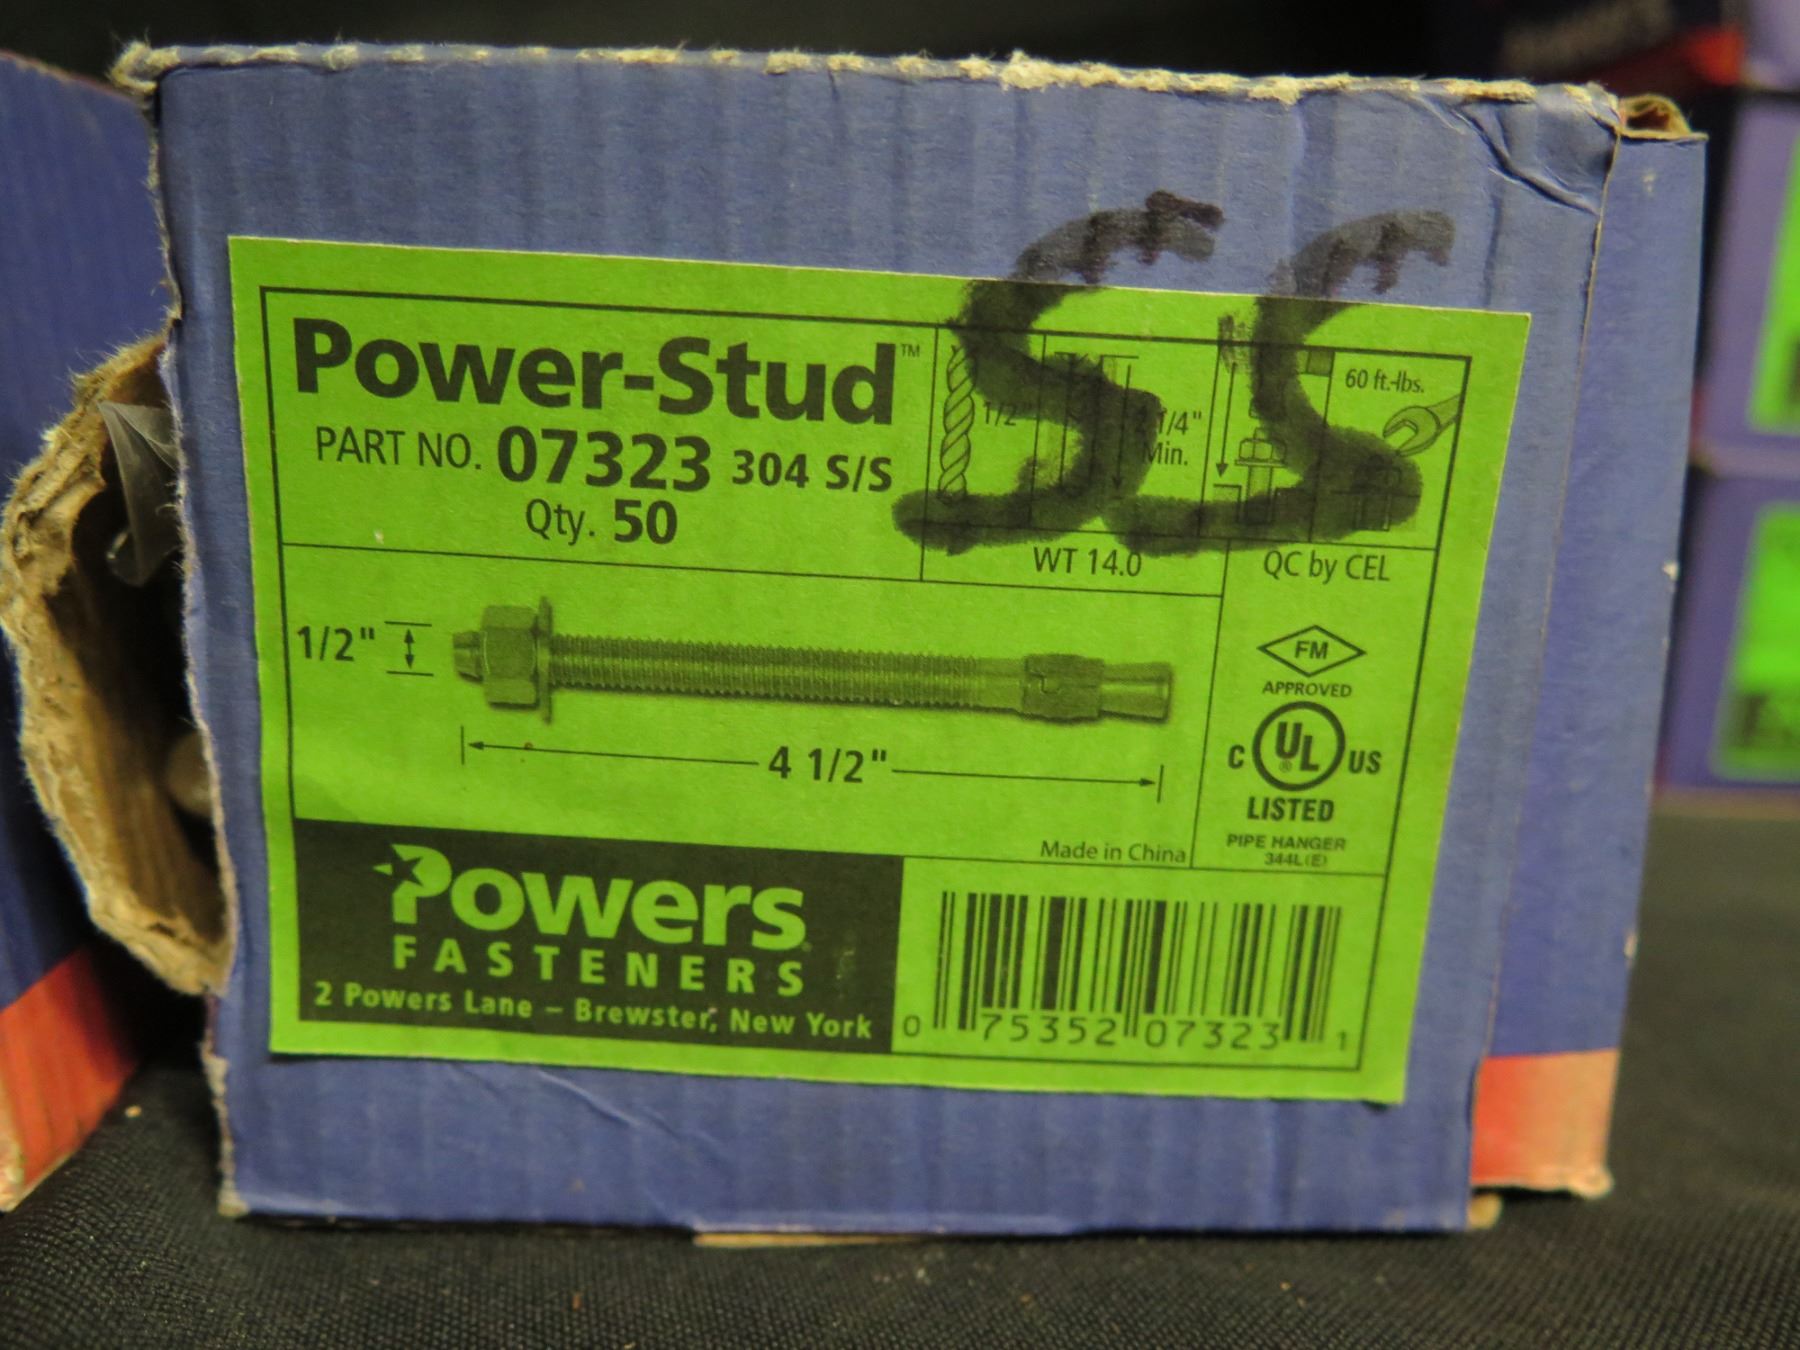 SS
Power-Stud™
PART NO. 07323 304 S/S
Qty. 50
1/2"
1/4"
Min.
60 ft.-lbs.
WT 14.0
QC by CEL
1/2"
4 1/2"
FM
APPROVED
C UL® US
LISTED
PIPE HANGER
344L(E)
Made in China
Powers
FASTENERS
2 Powers Lane – Brewster, New York
0 75352 07323 1